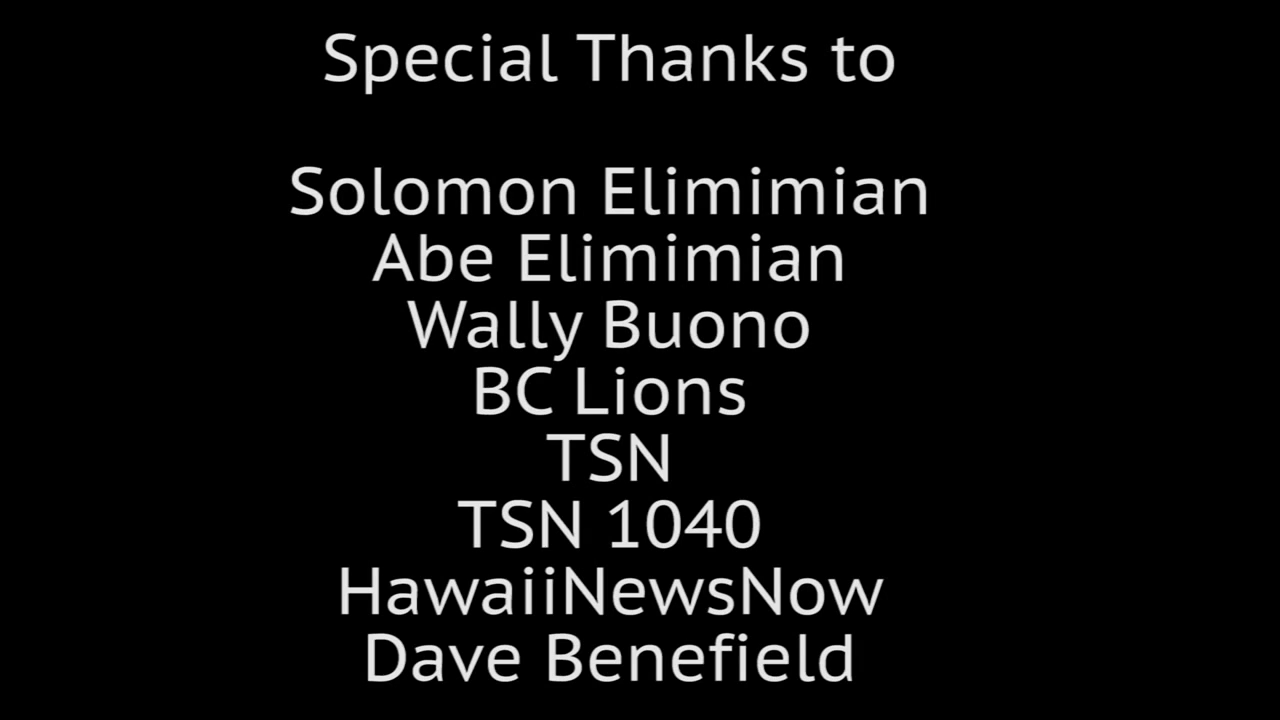 Special Thanks to
Solomon Elimimian
Abe Elimimian
Wally Buono
BC Lions
TSN
TSN 1040
HawaiiNewsNow
Dave Benefield